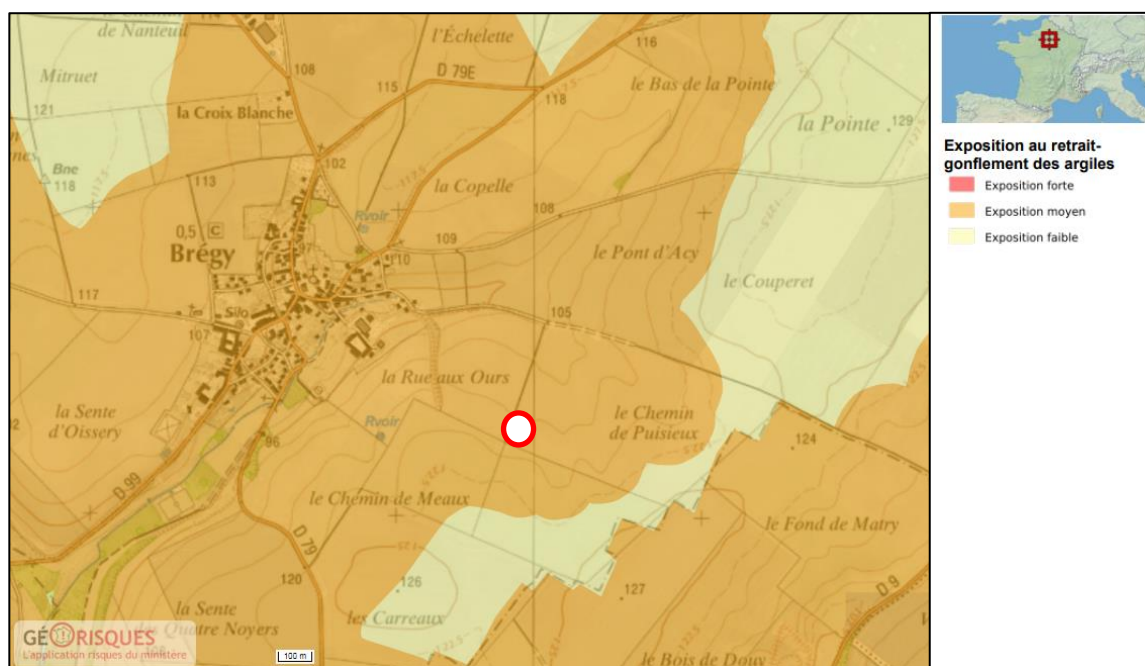 de Nanteuil
l'Échelette
116
D 79E
108
115
Mitruet
le Bas de la Pointe
121
la Croix Blanche
118
la Pointe
129
Bne
118
102
113
la Copelle
Rvoir
108
0,5 C
Brégy
109
110
le Pont d'Acy
le Couperet
117
105
Silo
107
la Rue aux Ours
la Sente
d'Oissery
le Chemin
de Puisieux
Rvoir
96
124
D 99
le Chemin de Meaux
le Fond de Matry
D 79
120
126
127
D 9
la Sente
des Quatre Noyers
les Carreaux
le Bois de Douy
GÉORISQUES
L'application risques du ministère
100 m
Exposition au retrait-
gonflement des argiles
Exposition forte
Exposition moyen
Exposition faible